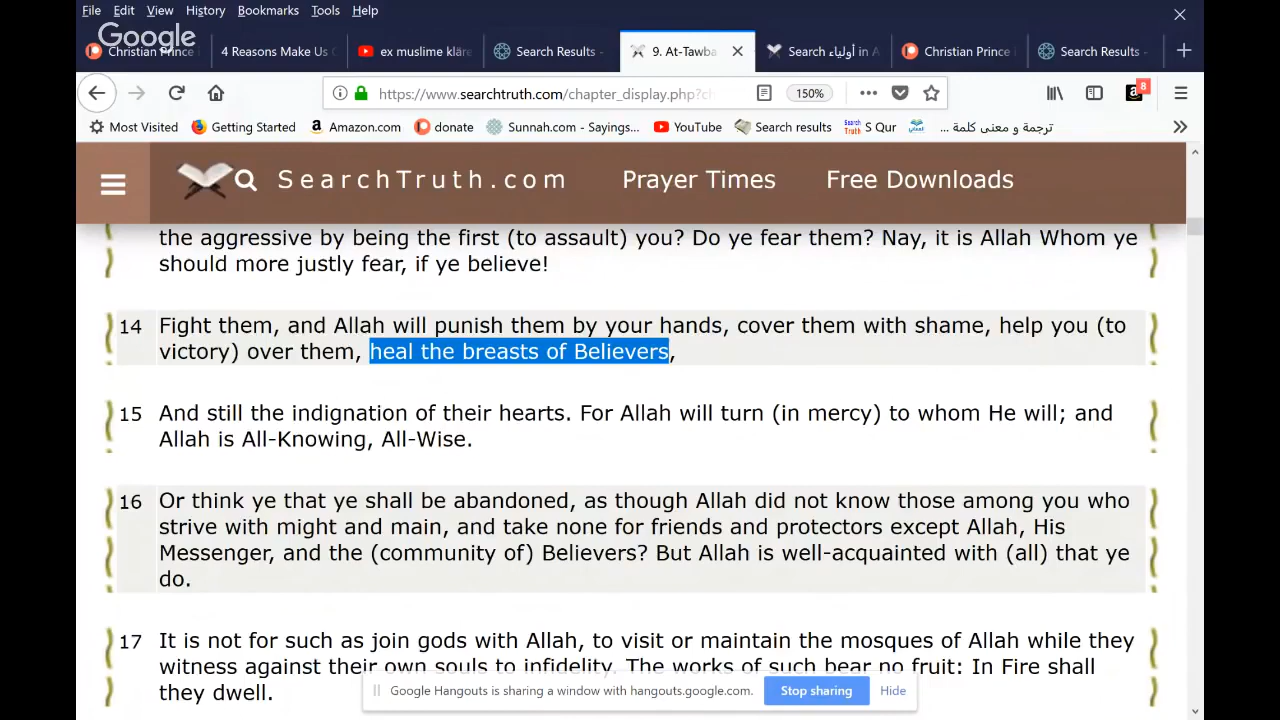 File Edit View History Bookmarks Tools Help
Google
Christian Prince i 4 Reasons Make Us C ex muslime kläre Search Results - 9. At-Tawba Search أولياء in A Christian Prince i Search Results -
https://www.searchtruth.com/chapter_display.php?ch 150%
8
Most Visited Getting Started Amazon.com donate Sunnah.com - Sayings... YouTube Search results S Qur ترجمة و معنى كلمة ...
SearchTruth.com Prayer Times Free Downloads
the aggressive by being the first (to assault) you? Do ye fear them? Nay, it is Allah Whom ye
should more justly fear, if ye believe!
14 Fight them, and Allah will punish them by your hands, cover them with shame, help you (to
victory) over them, heal the breasts of Believers,
15 And still the indignation of their hearts. For Allah will turn (in mercy) to whom He will; and
Allah is All-Knowing, All-Wise.
16 Or think ye that ye shall be abandoned, as though Allah did not know those among you who
strive with might and main, and take none for friends and protectors except Allah, His
Messenger, and the (community of) Believers? But Allah is well-acquainted with (all) that ye
do.
17 It is not for such as join gods with Allah, to visit or maintain the mosques of Allah while they
witness against their own souls to infidelity. The works of such bear no fruit: In Fire shall
they dwell.
Google Hangouts is sharing a window with hangouts.google.com. Stop sharing Hide